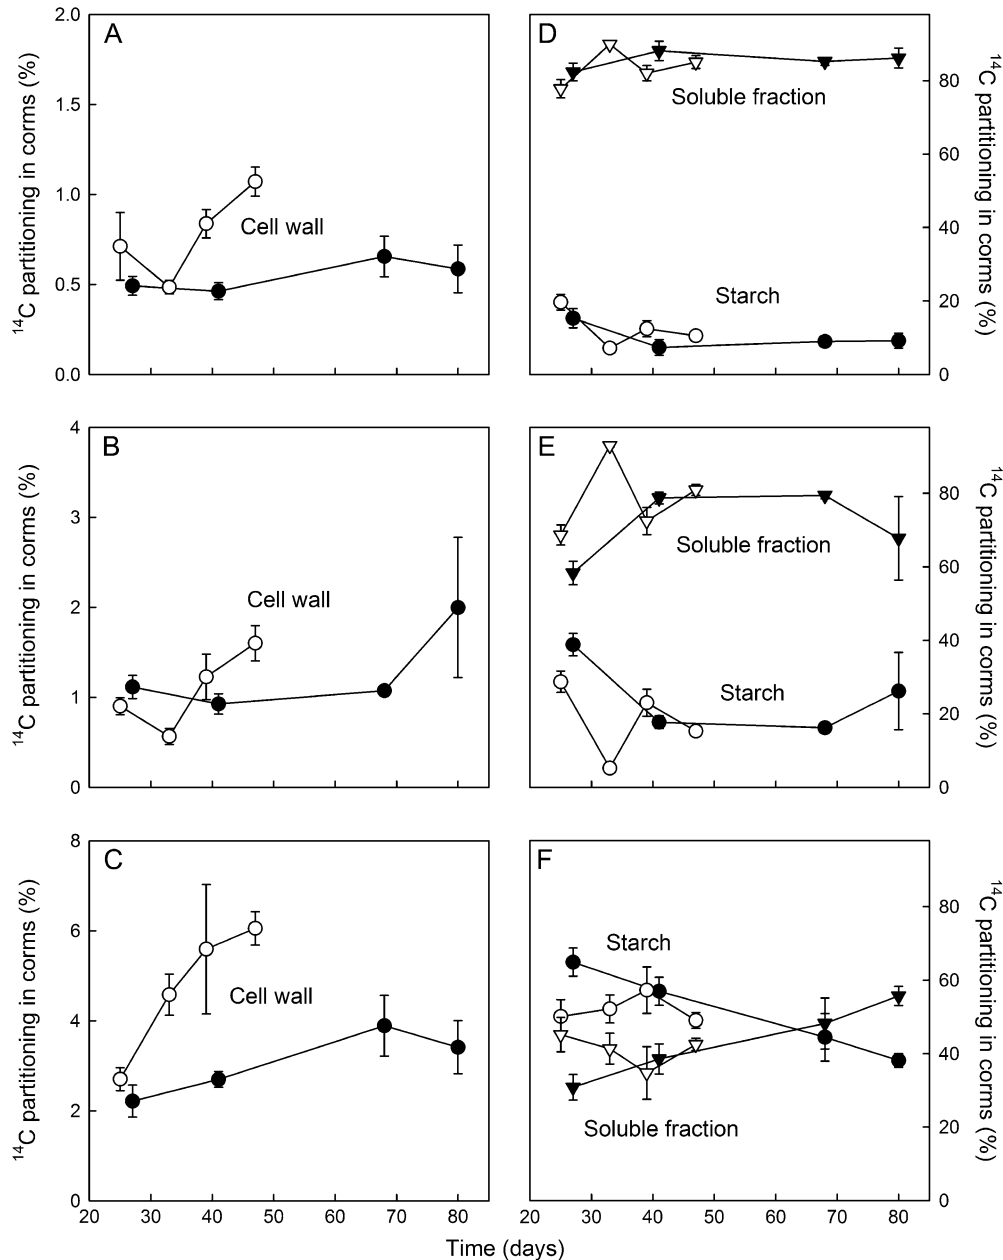 A
2.0
1.5
1.0
0.5
0.0
Cell wall
¹⁴C partitioning in corms (%)
D
80
60
40
20
0
Soluble fraction
Starch
¹⁴C partitioning in corms (%)
B
4
3
2
1
0
Cell wall
¹⁴C partitioning in corms (%)
E
80
60
40
20
0
Soluble fraction
Starch
¹⁴C partitioning in corms (%)
C
8
6
4
2
0
Cell wall
¹⁴C partitioning in corms (%)
20 30 40 50 60 70 80
F
80
60
40
20
0
Starch
Soluble fraction
¹⁴C partitioning in corms (%)
20 30 40 50 60 70 80
Time (days)